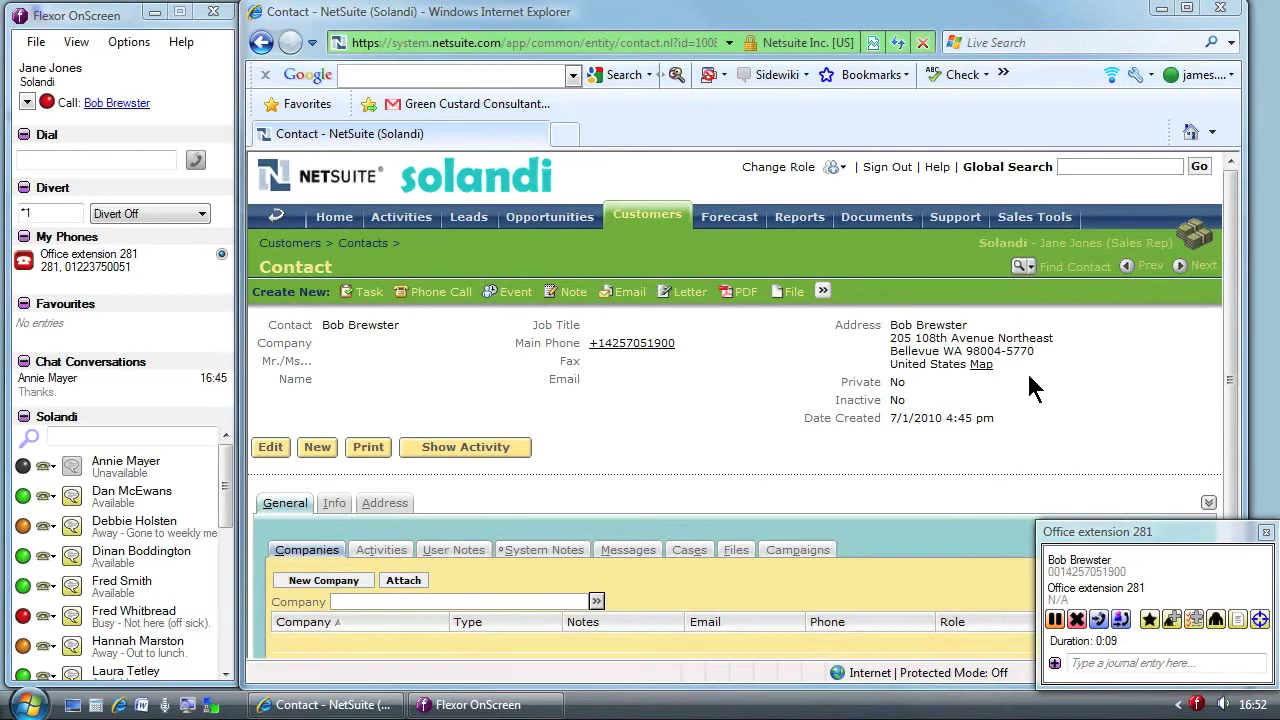 Flexor OnScreen
File View Options Help
Jane Jones
Solandi
Call: Bob Brewster
Dial
Divert
*1 Divert Off
My Phones
Office extension 281
281, 01223750051
Favourites
No entries
Chat Conversations
Annie Mayer 16:45
Thanks.
Solandi
Annie Mayer
Unavailable
Dan McEwans
Available
Debbie Holsten
Away - Gone to weekly me
Dinan Boddington
Available
Fred Smith
Available
Fred Whitbread
Busy - Not here (off sick).
Hannah Marston
Away - Out to lunch.
Laura Tetley
Contact - NetSuite (Solandi) - Windows Internet Explorer
https://system.netsuite.com/app/common/entity/contact.nl?id=1008 Netsuite Inc. [US] Live Search
Google Search Sidewiki Bookmarks ABC Check james....
Favorites Green Custard Consultant...
Contact - NetSuite (Solandi)
NETSUITE® solandi Change Role Sign Out | Help | Global Search Go
Home Activities Leads Opportunities Customers Forecast Reports Documents Support Sales Tools
Customers > Contacts > Solandi - Jane Jones (Sales Rep)
Contact Find Contact Prev Next
Create New: Task Phone Call Event Note Email Letter PDF File »
Contact Bob Brewster
Company
Mr./Ms...
Name
Job Title
Main Phone +14257051900
Fax
Email
Address Bob Brewster
205 108th Avenue Northeast
Bellevue WA 98004-5770
United States Map
Private No
Inactive No
Date Created 7/1/2010 4:45 pm
Edit New Print Show Activity
General Info Address
Companies Activities User Notes •System Notes Messages Cases Files Campaigns
New Company Attach
Company
Company Type Notes Email Phone Role
Internet | Protected Mode: Off
Office extension 281
Bob Brewster
0014257051900
Office extension 281
N/A
Duration: 0:09
Type a journal entry here...
Contact - NetSuite (... Flexor OnScreen 16:52